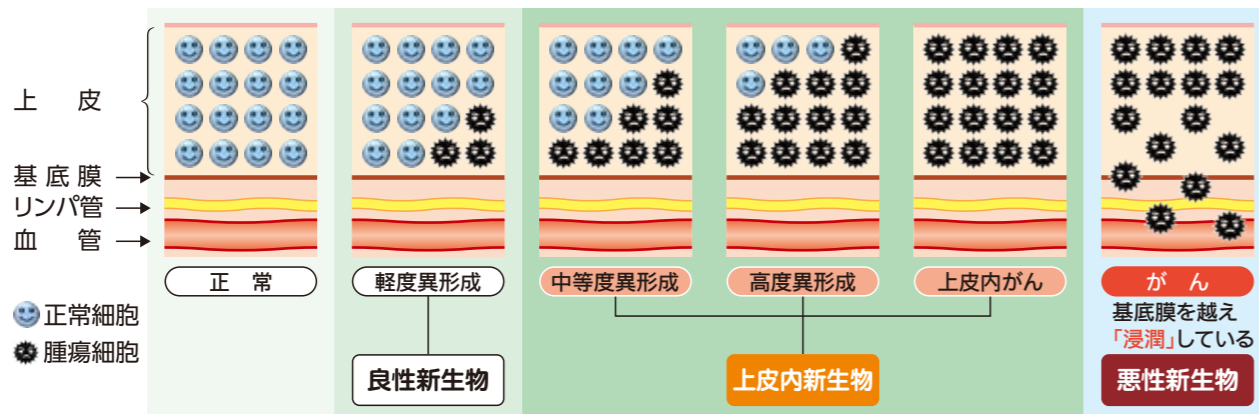 上皮
基底膜
リンパ管
血管
正常
軽度異形成
中等度異形成
高度異形成
上皮内がん
がん
正常細胞
腫瘍細胞
基底膜を越え
「浸潤」している
良性新生物
上皮内新生物
悪性新生物